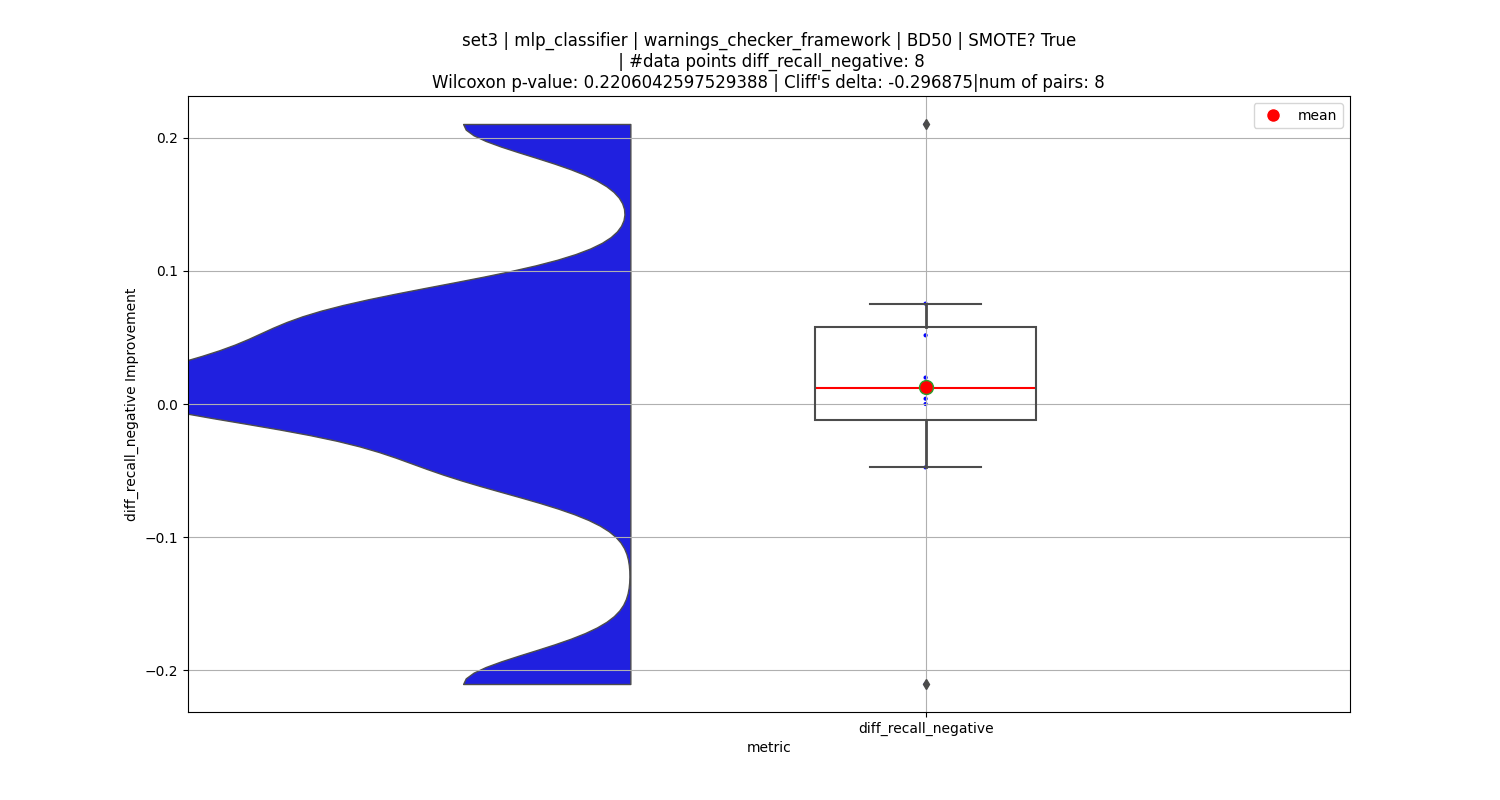 set3 | mlp_classifier | warnings_checker_framework | BD50 | SMOTE? True
| #data points diff_recall_negative: 8
Wilcoxon p-value: 0.2206042597529388 | Cliff's delta: -0.296875|num of pairs: 8
mean
0.2
0.1
0.0
−0.1
−0.2
diff_recall_negative Improvement
diff_recall_negative
metric